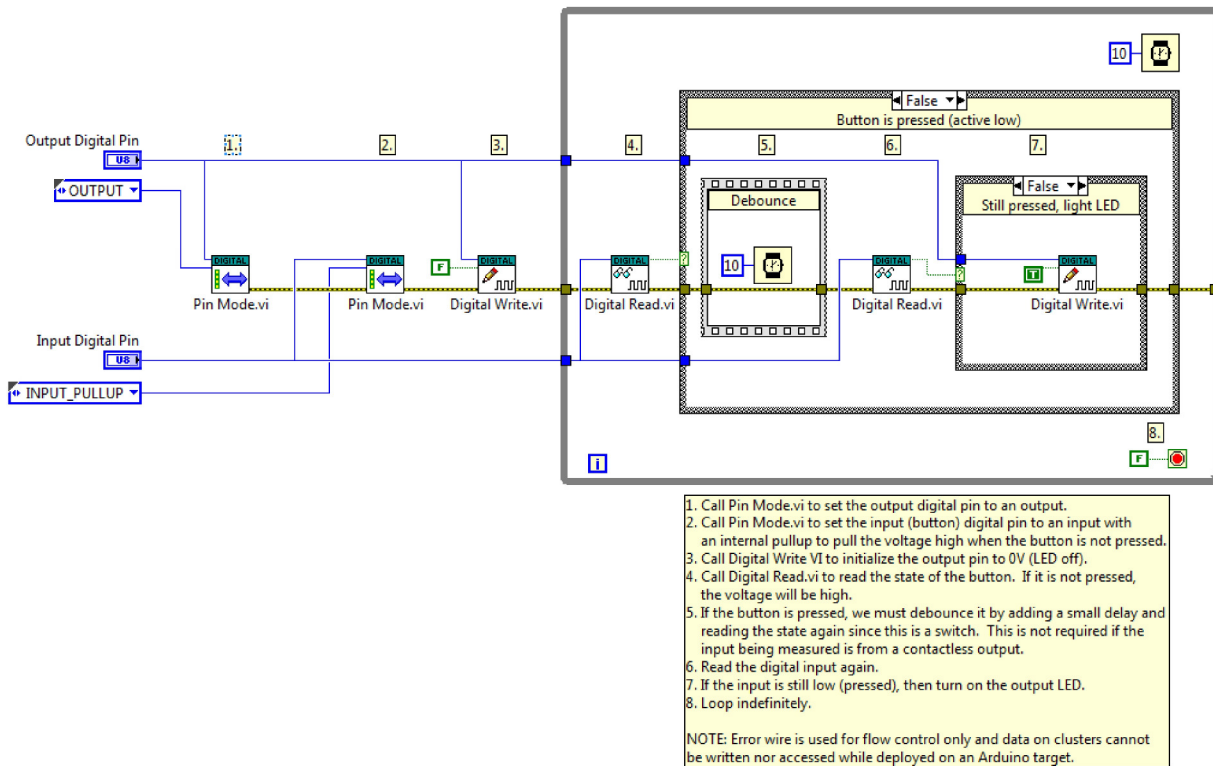 10
False
Button is pressed (active low)
Output Digital Pin
1.
2.
3.
4.
5.
6.
7.
U8
OUTPUT
False
Debounce
Still pressed, light LED
DIGITAL
DIGITAL
DIGITAL
DIGITAL
DIGITAL
DIGITAL
F
?
10
?
T
Pin Mode.vi
Pin Mode.vi
Digital Write.vi
Digital Read.vi
Digital Read.vi
Digital Write.vi
Input Digital Pin
U8
INPUT_PULLUP
8.
i
F
1. Call Pin Mode.vi to set the output digital pin to an output.
2. Call Pin Mode.vi to set the input (button) digital pin to an input with
an internal pullup to pull the voltage high when the button is not pressed.
3. Call Digital Write VI to initialize the output pin to 0V (LED off).
4. Call Digital Read.vi to read the state of the button. If it is not pressed,
the voltage will be high.
5. If the button is pressed, we must debounce it by adding a small delay and
reading the state again since this is a switch. This is not required if the
input being measured is from a contactless output.
6. Read the digital input again.
7. If the input is still low (pressed), then turn on the output LED.
8. Loop indefinitely.
NOTE: Error wire is used for flow control only and data on clusters cannot
be written nor accessed while deployed on an Arduino target.